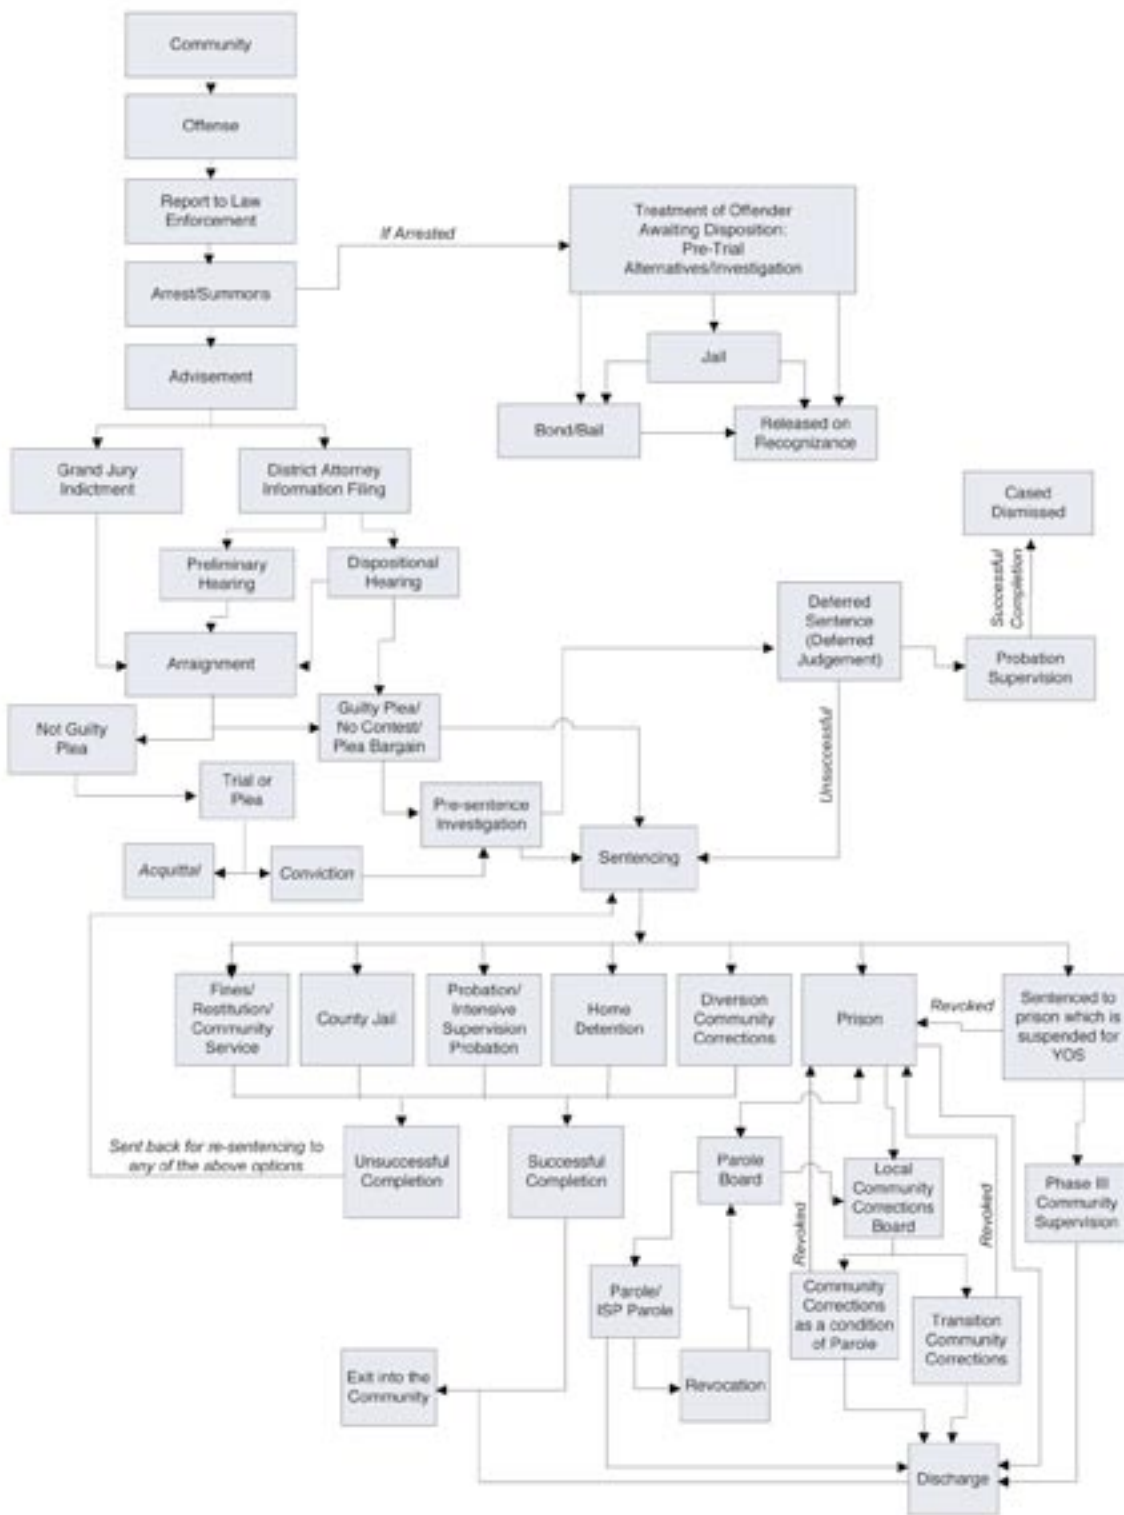 Community
Offense
Report to Law
Enforcement
If Arrested
Treatment of Offender
Awaiting Disposition:
Pre-Trial
Alternatives/Investigation
Arrest/Summons
Jail
Advisement
Bond/Bail
Released on
Recognizance
Grand Jury
Indictment
District Attorney
Information Filing
Cased
Dismissed
Preliminary
Hearing
Dispositional
Hearing
Successful
Completion
Deferred
Sentence
(Deferred
Judgement)
Arraignment
Probation
Supervision
Not Guilty
Plea
Guilty Plea/
No Contest/
Plea Bargain
Unsuccessful
Trial or
Plea
Pre-sentence
Investigation
Sentencing
Acquittal
Conviction
Fines/
Restitution/
Community
Service
County Jail
Probation/
Intensive
Supervision
Probation
Home
Detention
Diversion
Community
Corrections
Prison
Revoked
Sentenced to
prison which is
suspended for
YOS
Sent back for re-sentencing to
any of the above options
Unsuccessful
Completion
Successful
Completion
Parole
Board
Local
Community
Corrections
Board
Revoked
Revoked
Phase III
Community
Supervision
Parole/
ISP Parole
Community
Corrections
as a condition
of Parole
Transition
Community
Corrections
Exit into the
Community
Revocation
Discharge